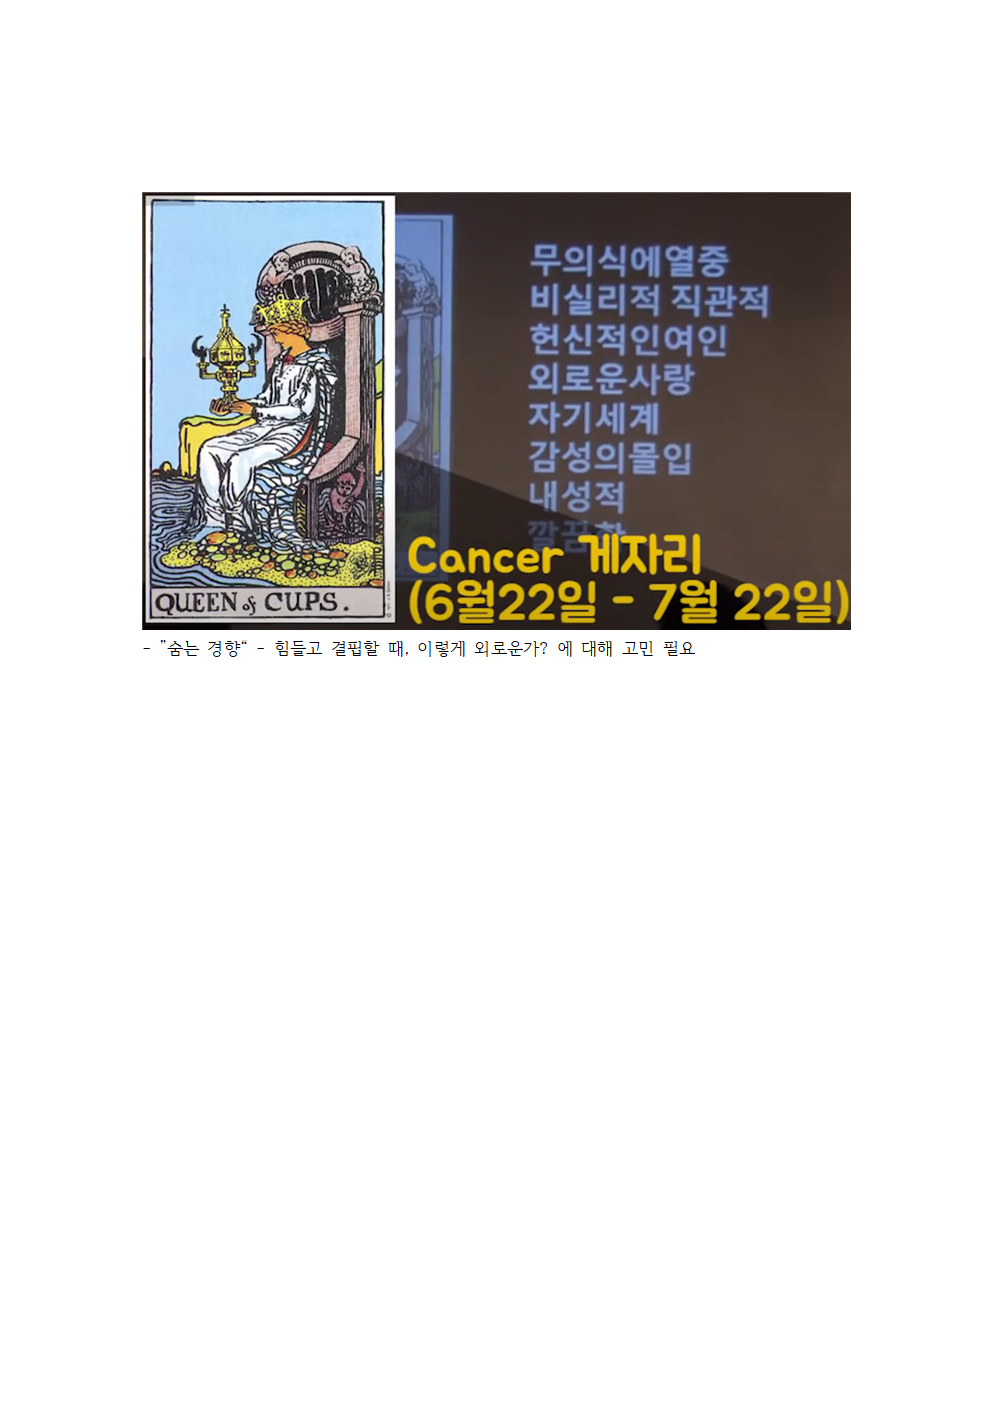 QUEEN of CUPS.
무의식에열중
비실리적 직관적
헌신적인여인
외로운사랑
자기세계
감성의몰입
내성적
Cancer 게자리
(6월22일 - 7월 22일)
- ”숨는 경향“ - 힘들고 결핍할 때, 이렇게 외로운가? 에 대해 고민 필요